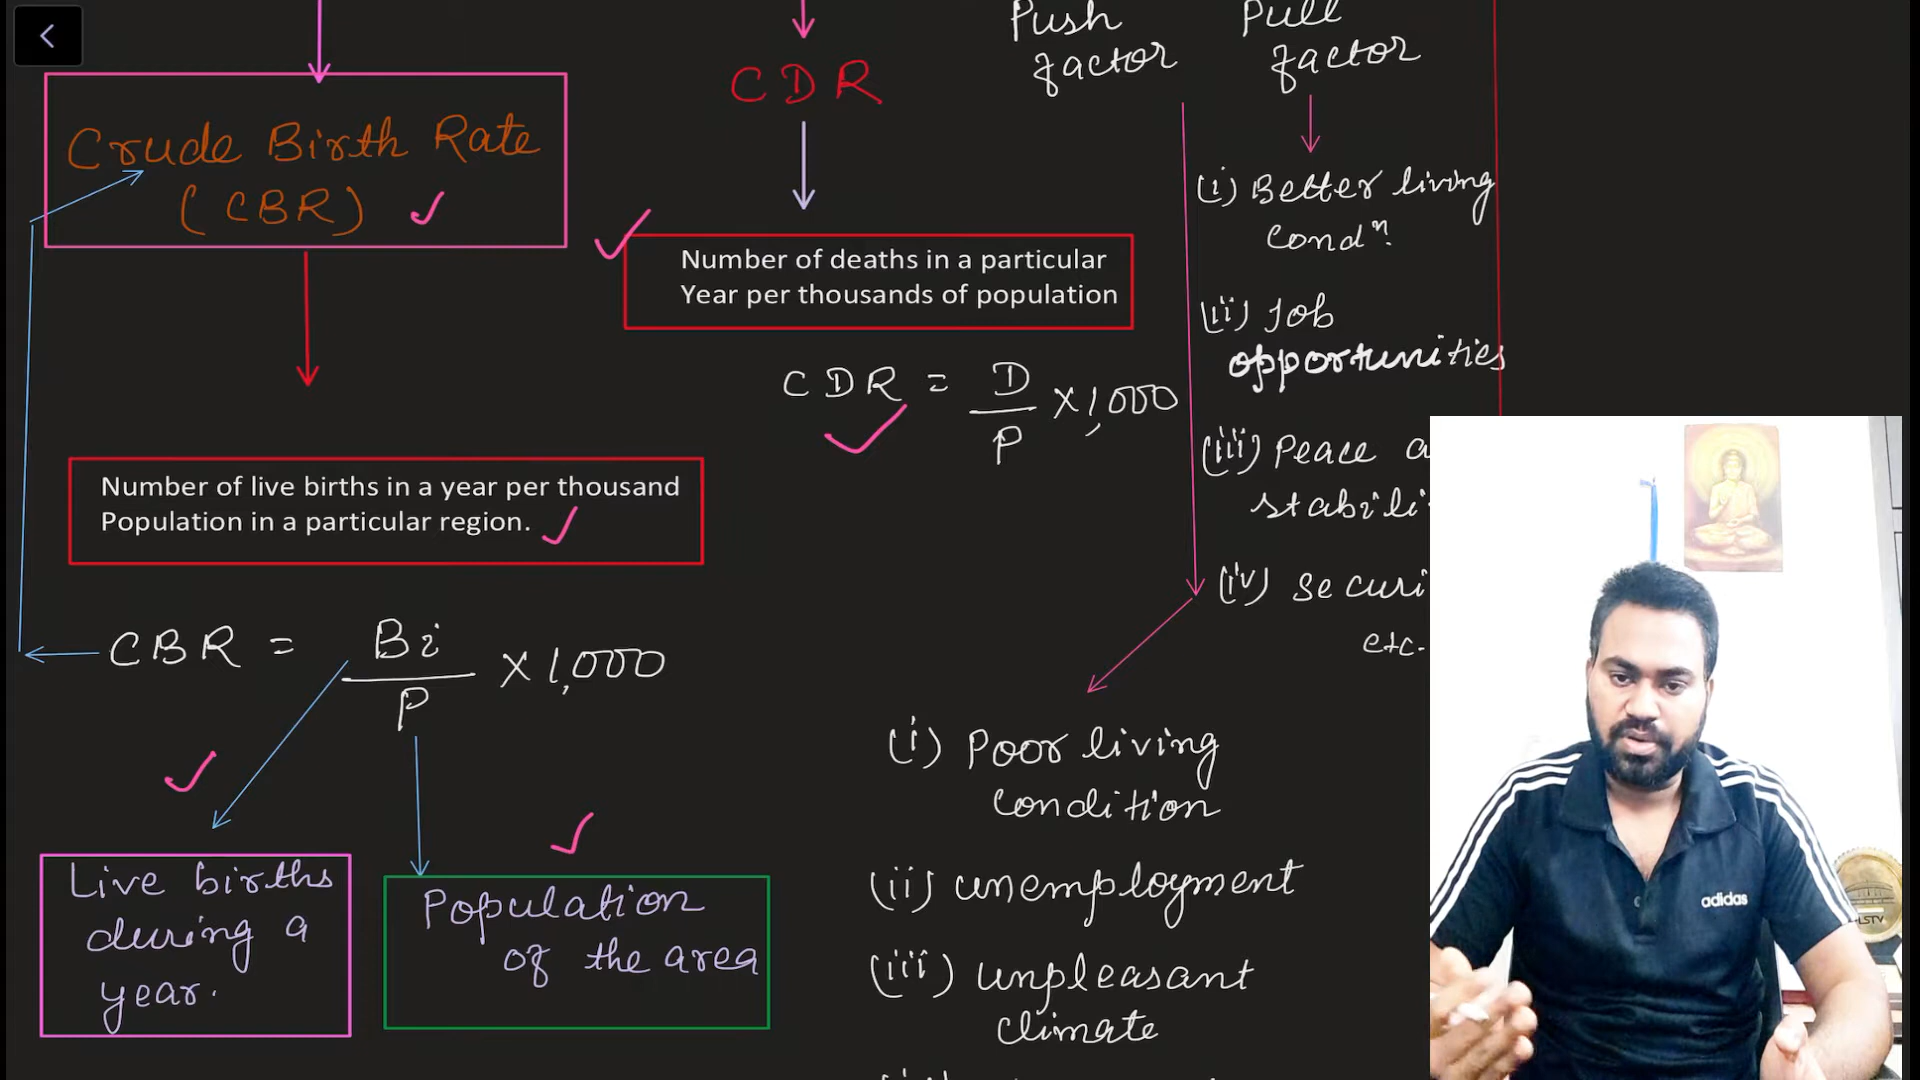 Crude Birth Rate
(CBR)
Number of live births in a year per thousand
Population in a particular region.
CBR = Bi / P × 1,000
Live births
during a
year.
Population
of the area
CDR
Number of deaths in a particular
Year per thousands of population
CDR = D / P × 1,000
Push
factor
Pull
factor
(i) Better living
condⁿ.
(ii) Job
opportunities
(iii) Peace
(iv)
etc.
(i) Poor living
condition
(ii) unemployment
(iii) unpleasant
climate
adidas